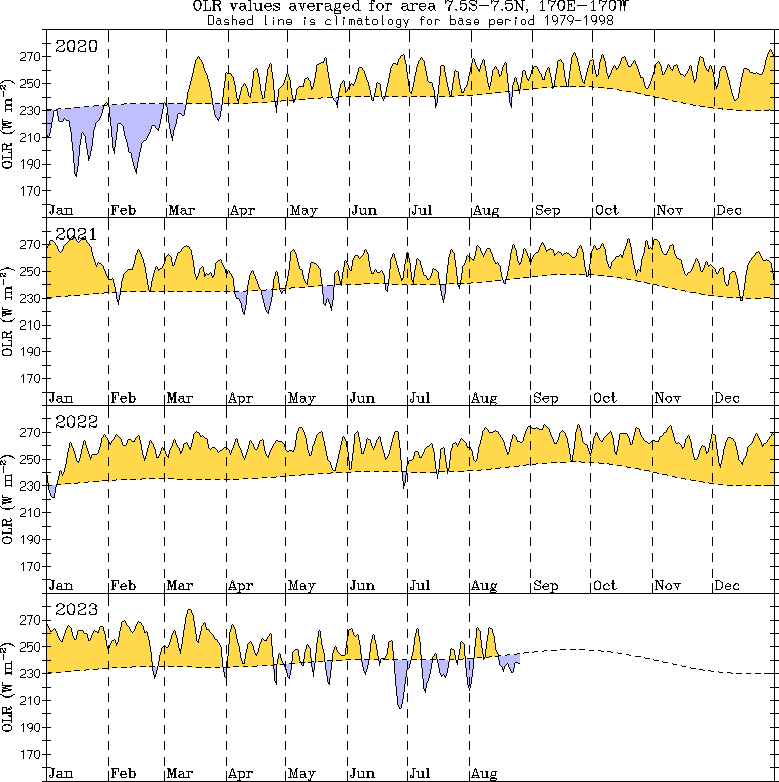 OLR values averaged for area 7.5S−7.5N, 170E−170W
Dashed line is climatology for base period 1979−1998
2020
OLR (W m−2)
270
250
230
210
190
170
Jan Feb Mar Apr May Jun Jul Aug Sep Oct Nov Dec
2021
OLR (W m−2)
270
250
230
210
190
170
Jan Feb Mar Apr May Jun Jul Aug Sep Oct Nov Dec
2022
OLR (W m−2)
270
250
230
210
190
170
Jan Feb Mar Apr May Jun Jul Aug Sep Oct Nov Dec
2023
OLR (W m−2)
270
250
230
210
190
170
Jan Feb Mar Apr May Jun Jul Aug